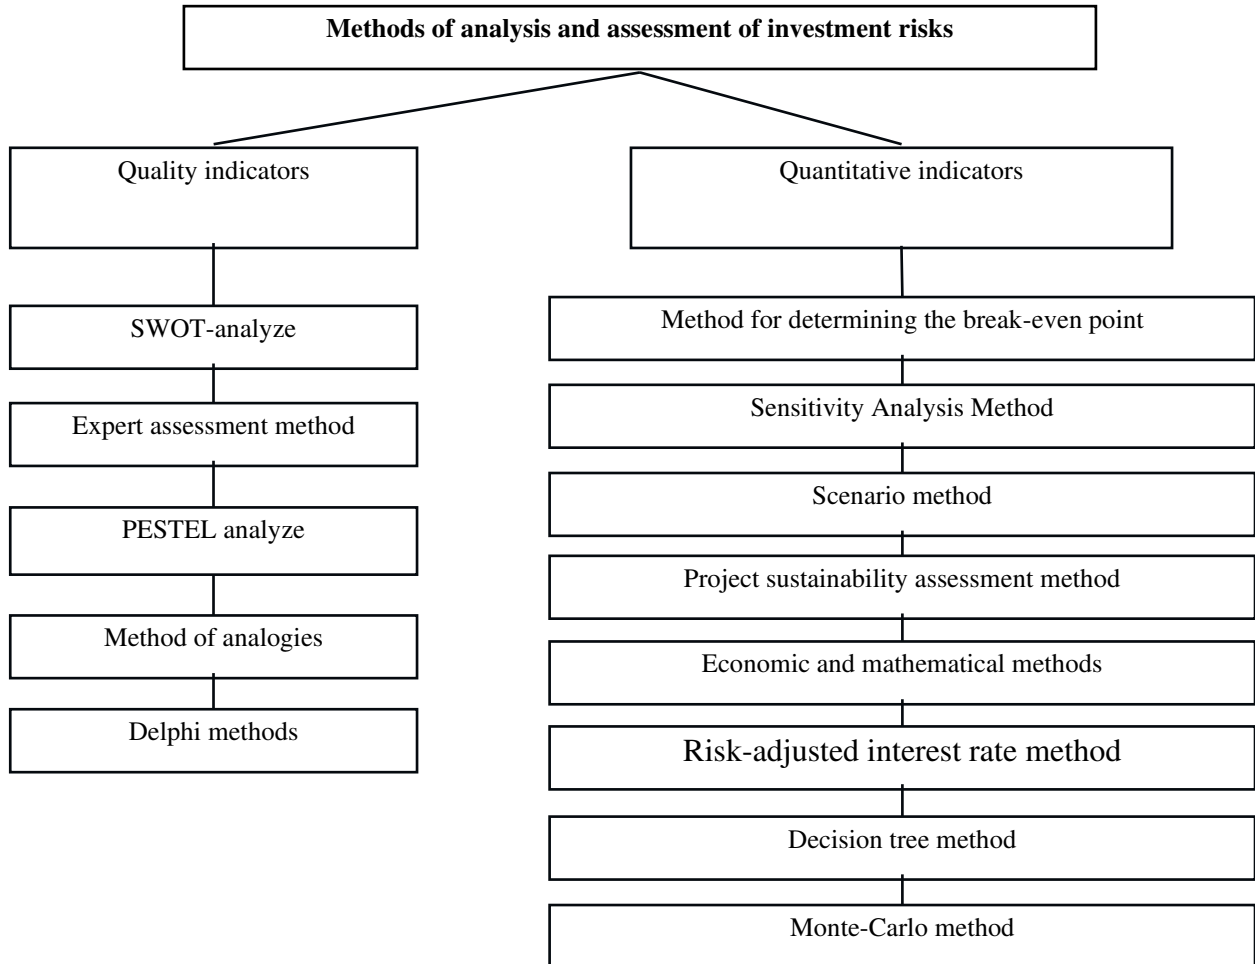 Methods of analysis and assessment of investment risks
Quality indicators
SWOT-analyze
Expert assessment method
PESTEL analyze
Method of analogies
Delphi methods
Quantitative indicators
Method for determining the break-even point
Sensitivity Analysis Method
Scenario method
Project sustainability assessment method
Economic and mathematical methods
Risk-adjusted interest rate method
Decision tree method
Monte-Carlo method